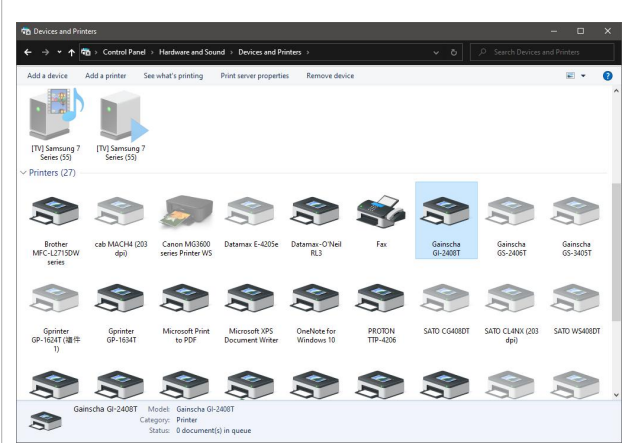 Devices and Printers
Control Panel > Hardware and Sound > Devices and Printers >
Search Devices and Printers
Add a device Add a printer See what's printing Print server properties Remove device
[TV] Samsung 7
Series (55)
[TV] Samsung 7
Series (55)
Printers (27)
Brother
MFC-L2715DW
series
cab MACH4 (203
dpi)
Canon MG3600
series Printer WS
Datamax E-4205e
Datamax-O'Neil
RL3
Fax
Gainscha
GI-2408T
Gainscha
GS-2406T
Gainscha
GS-3405T
Gprinter
GP-1624T (墙件
1)
Gprinter
GP-1634T
Microsoft Print
to PDF
Microsoft XPS
Document Writer
OneNote for
Windows 10
PROTON
TTP-4206
SATO CG408DT
SATO CL4NX (203
dpi)
SATO WS408DT
Gainscha GI-2408T Model: Gainscha GI-2408T
Category: Printer
Status: 0 document(s) in queue